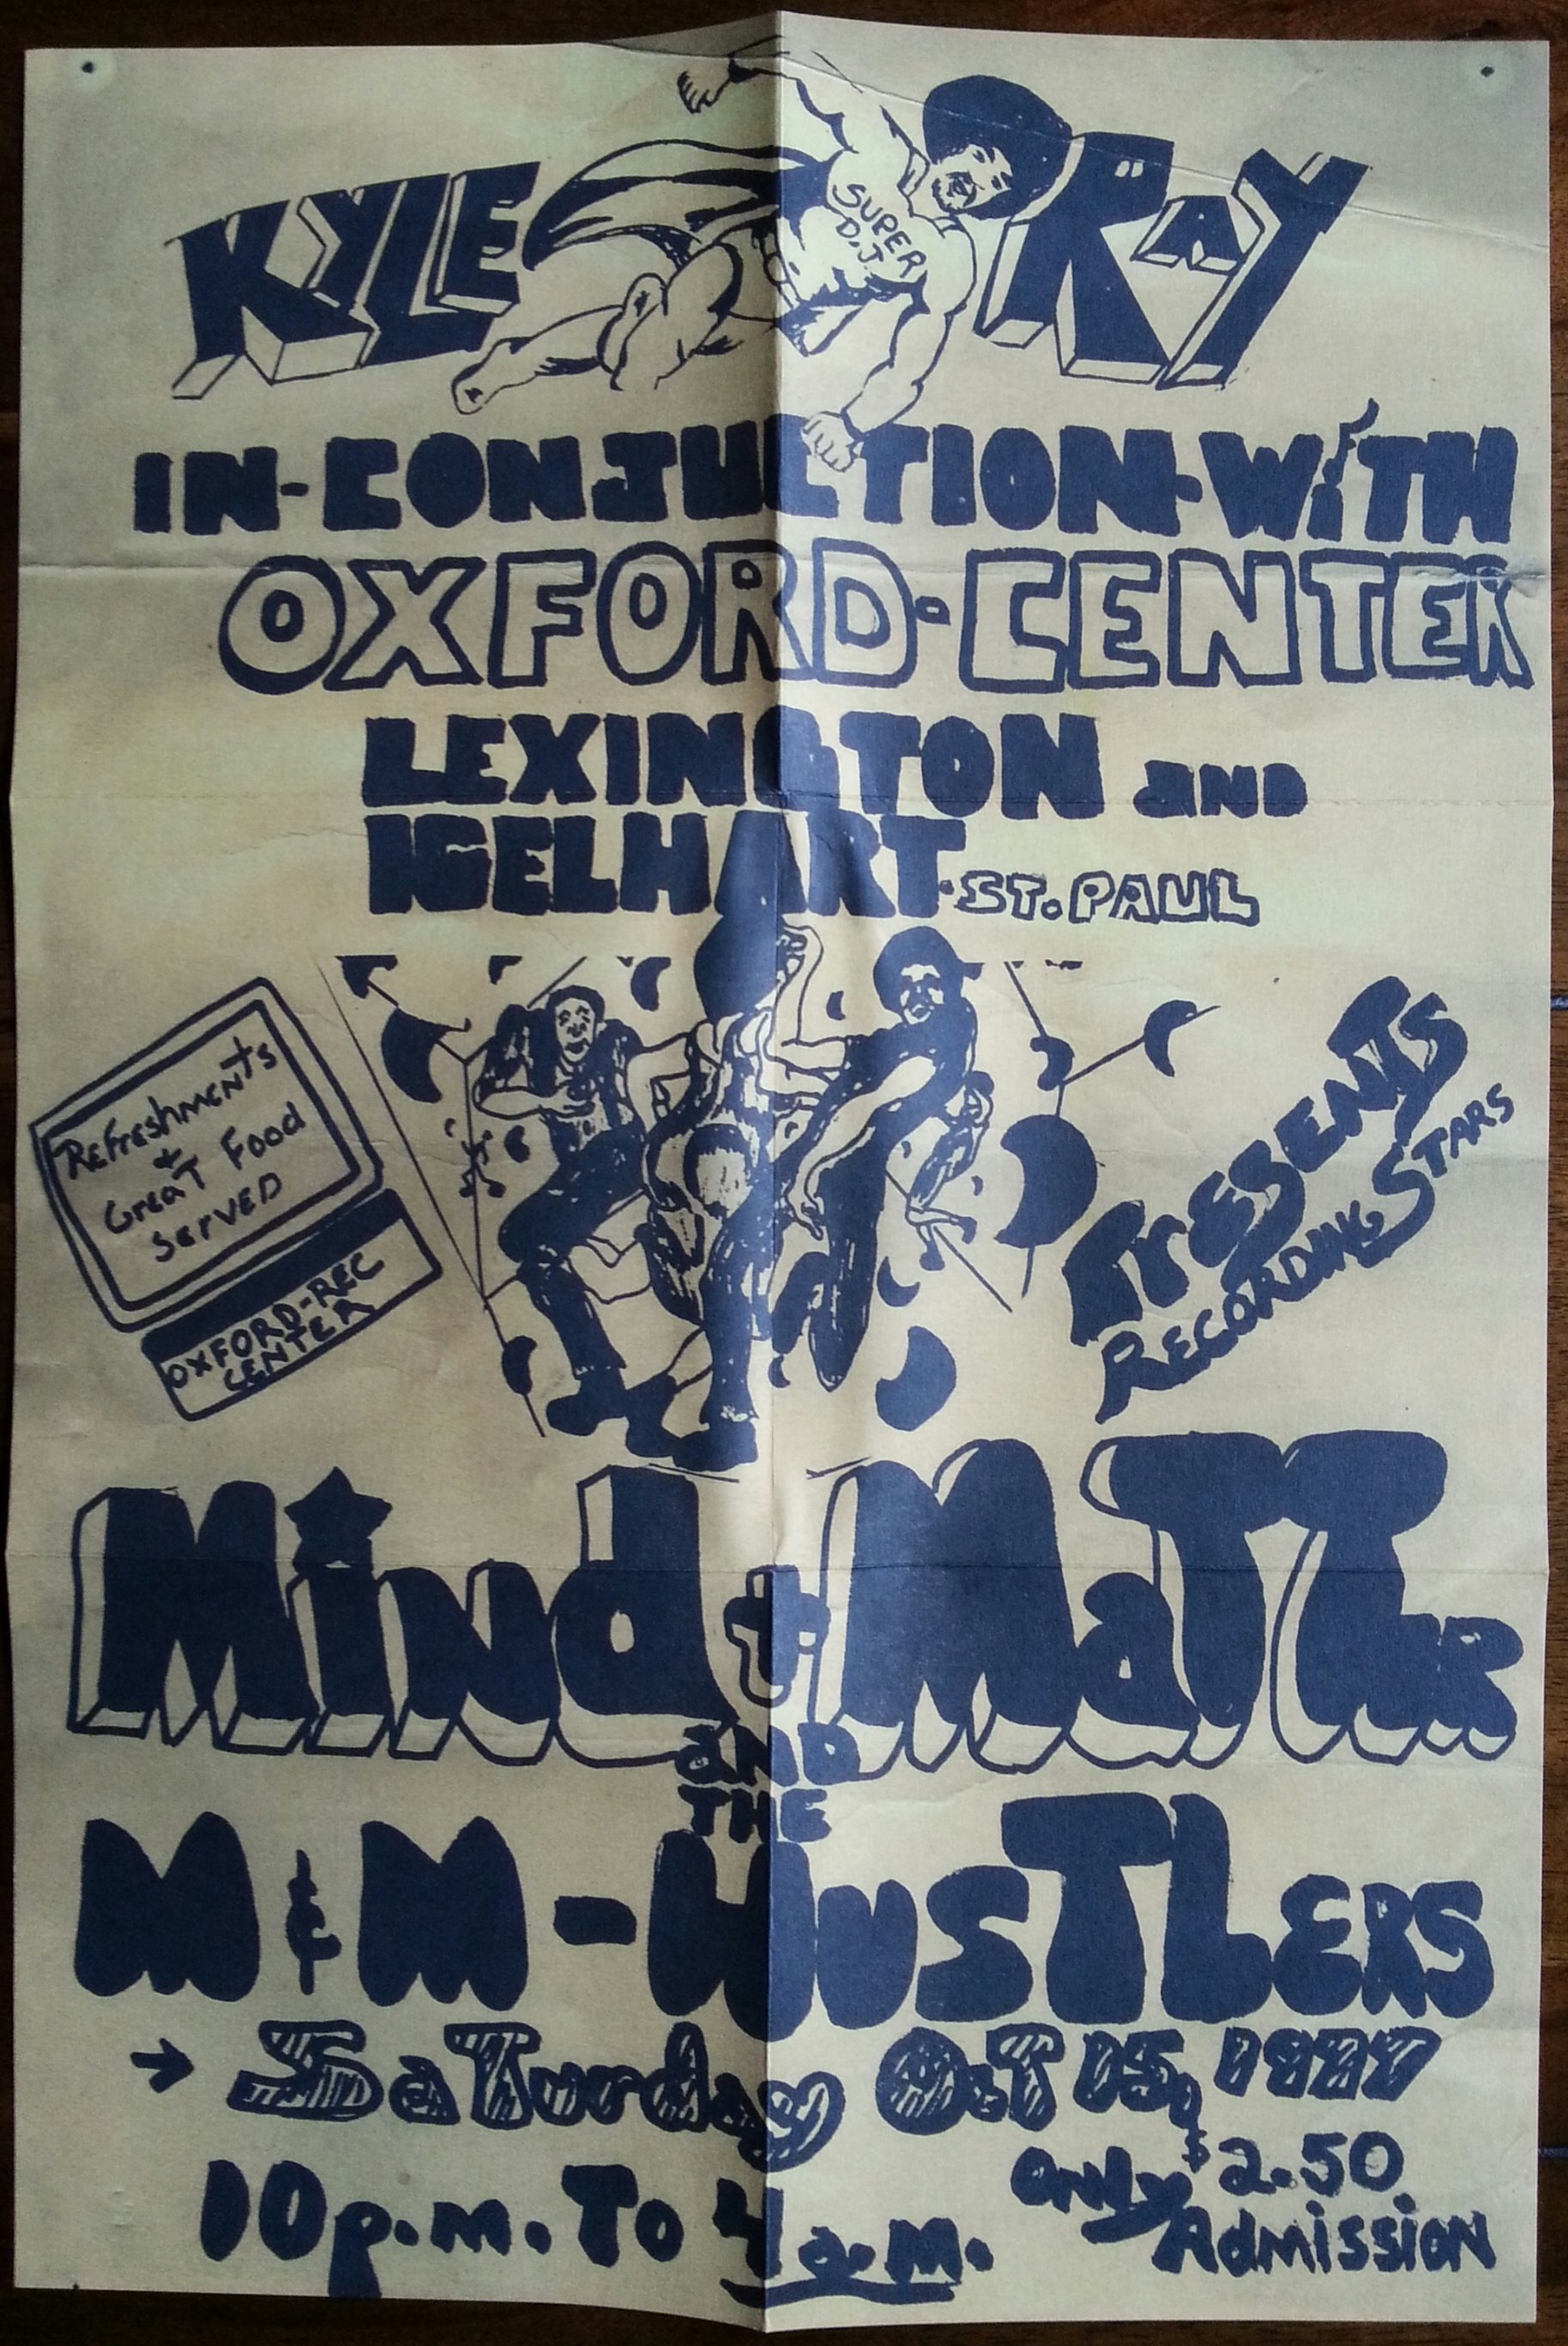 KYLE RAY
SUPER
D.J.
IN-CONJUCTION-WITH
OXFORD-CENTER
LEXINGTON and
IGELHART-ST. PAUL
Refreshments
+
Great Food
Served
OXFORD-REC
CENTER
PresENTS
RECORDING STARS
Mind + MaTTer
and
THE
M & M - HusTLERS
→ SaTurday OcT 15, 1977
10 p.m. To 4 a.m.
only $2.50
Admission